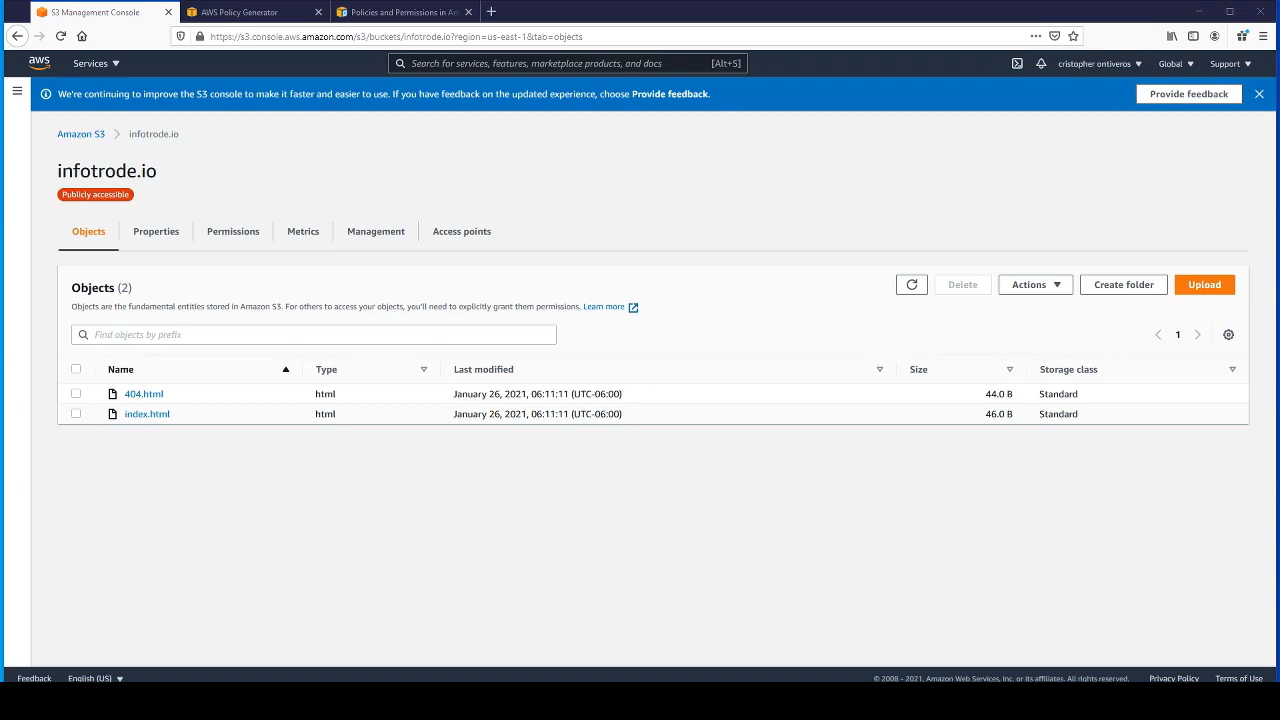 S3 Management Console
AWS Policy Generator
Policies and Permissions in Am
https://s3.console.aws.amazon.com/s3/buckets/infotrode.io?region=us-east-1&tab=objects
aws
Services
Search for services, features, marketplace products, and docs
[Alt+S]
cristopher ontiveros
Global
Support
We're continuing to improve the S3 console to make it faster and easier to use. If you have feedback on the updated experience, choose Provide feedback.
Provide feedback
Amazon S3
infotrode.io
infotrode.io
Publicly accessible
Objects
Properties
Permissions
Metrics
Management
Access points
Objects (2)
Delete
Actions
Create folder
Upload
Objects are the fundamental entities stored in Amazon S3. For others to access your objects, you'll need to explicitly grant them permissions. Learn more
Find objects by prefix
1
Name Type Last modified Size Storage class
404.html html January 26, 2021, 06:11:11 (UTC-06:00) 44.0 B Standard
index.html html January 26, 2021, 06:11:11 (UTC-06:00) 46.0 B Standard
Feedback
English (US)
© 2008 - 2021, Amazon Web Services, Inc. or its affiliates. All rights reserved.
Privacy Policy
Terms of Use